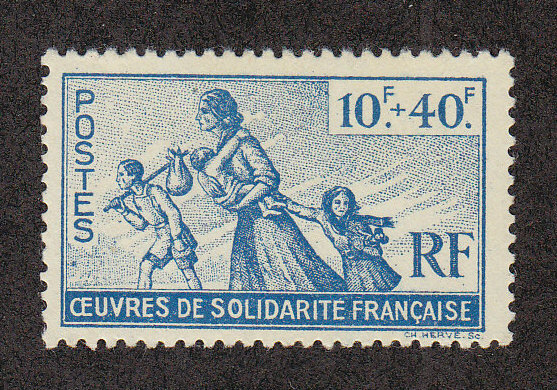 POSTES
10F.+40F.
RF
ŒUVRES DE SOLIDARITÉ FRANÇAISE
CH. HERVÉ. SC.